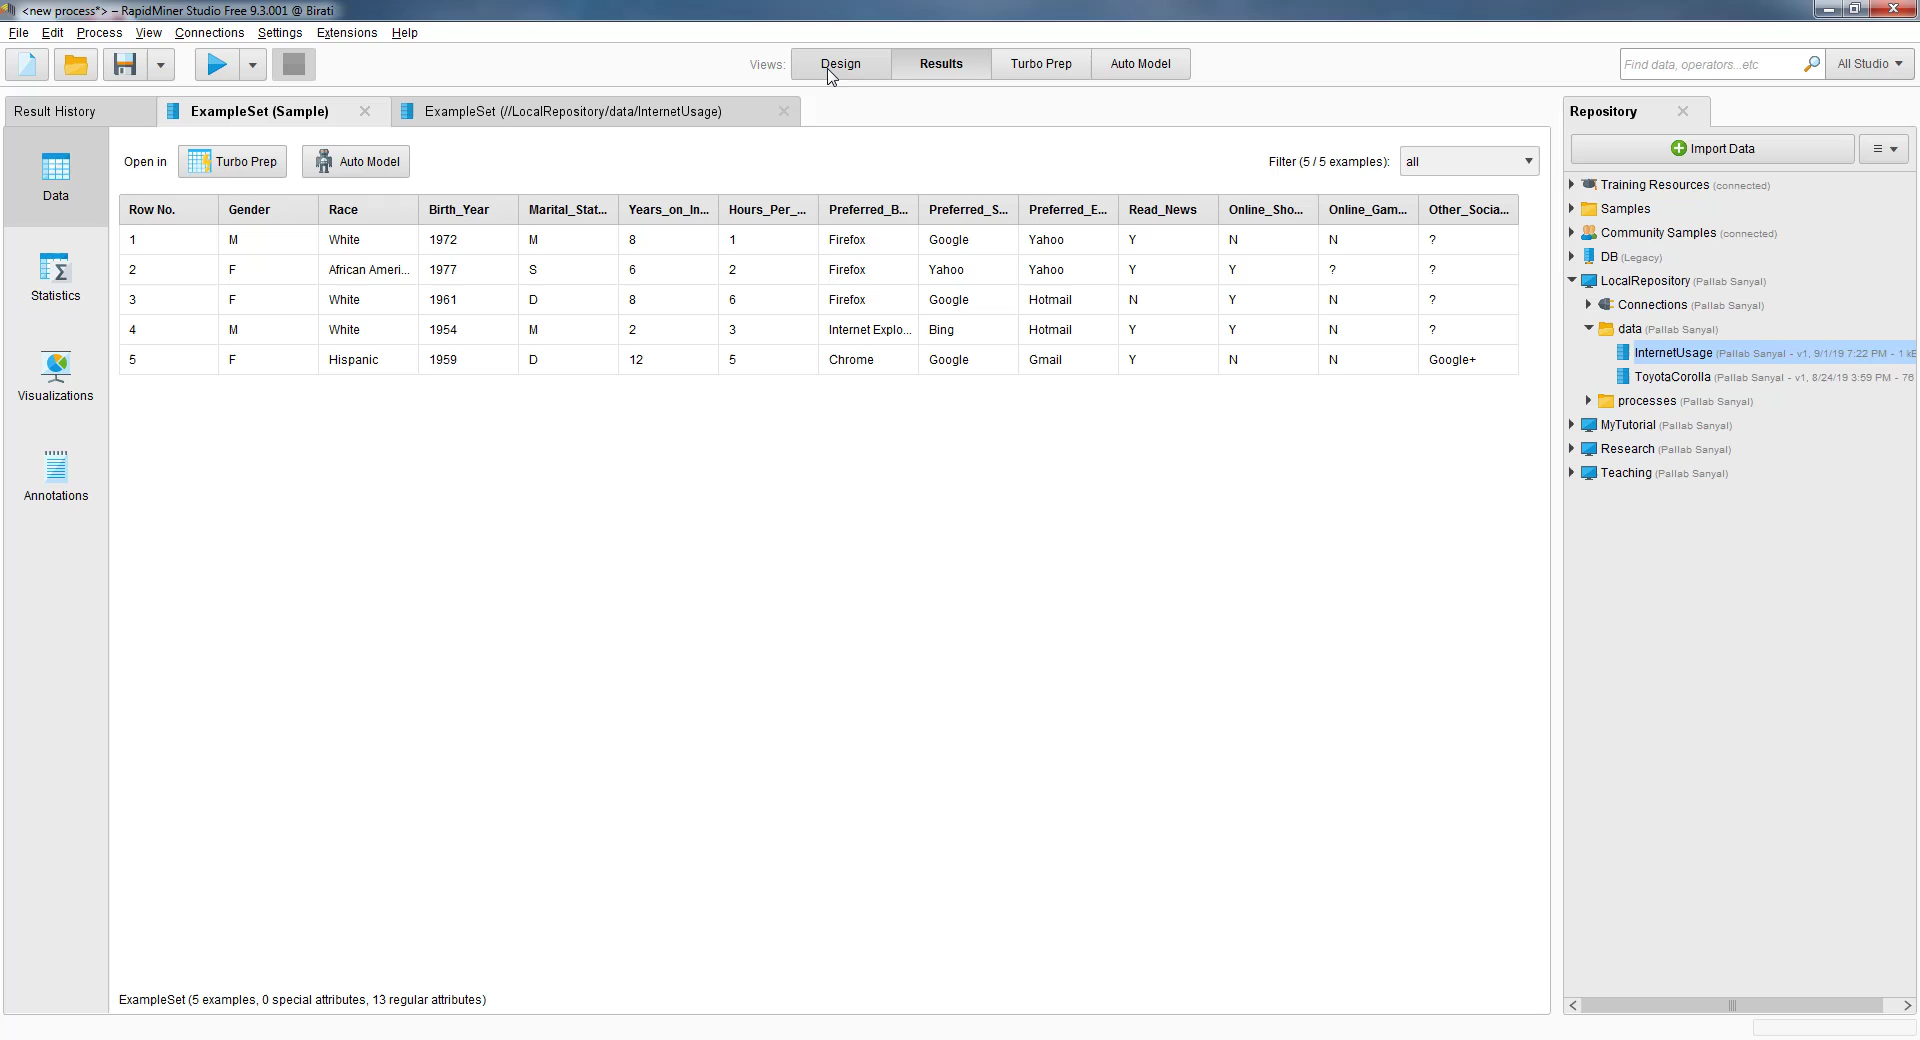 <new process*> – RapidMiner Studio Free 9.3.001 @ Birati
File Edit Process View Connections Settings Extensions Help
Views: Design Results Turbo Prep Auto Model Find data, operators...etc All Studio
Result History ExampleSet (Sample) ExampleSet (//LocalRepository/data/InternetUsage) Repository
Open in Turbo Prep Auto Model Filter (5 / 5 examples): all
Row No. Gender Race Birth_Year Marital_Stat... Years_on_In... Hours_Per_... Preferred_B... Preferred_S... Preferred_E... Read_News Online_Sho... Online_Gam... Other_Socia...
1 M White 1972 M 8 1 Firefox Google Yahoo Y N N ?
2 F African Ameri... 1977 S 6 2 Firefox Yahoo Yahoo Y Y ? ?
3 F White 1961 D 8 6 Firefox Google Hotmail N Y N ?
4 M White 1954 M 2 3 Internet Explo... Bing Hotmail Y Y N ?
5 F Hispanic 1959 D 12 5 Chrome Google Gmail Y N N Google+
Data
Statistics
Visualizations
Annotations
ExampleSet (5 examples, 0 special attributes, 13 regular attributes)
Import Data
Training Resources (connected)
Samples
Community Samples (connected)
DB (Legacy)
LocalRepository (Pallab Sanyal)
Connections (Pallab Sanyal)
data (Pallab Sanyal)
InternetUsage (Pallab Sanyal - v1, 9/1/19 7:22 PM - 1 kB
ToyotaCorolla (Pallab Sanyal - v1, 8/24/19 3:59 PM - 76
processes (Pallab Sanyal)
MyTutorial (Pallab Sanyal)
Research (Pallab Sanyal)
Teaching (Pallab Sanyal)